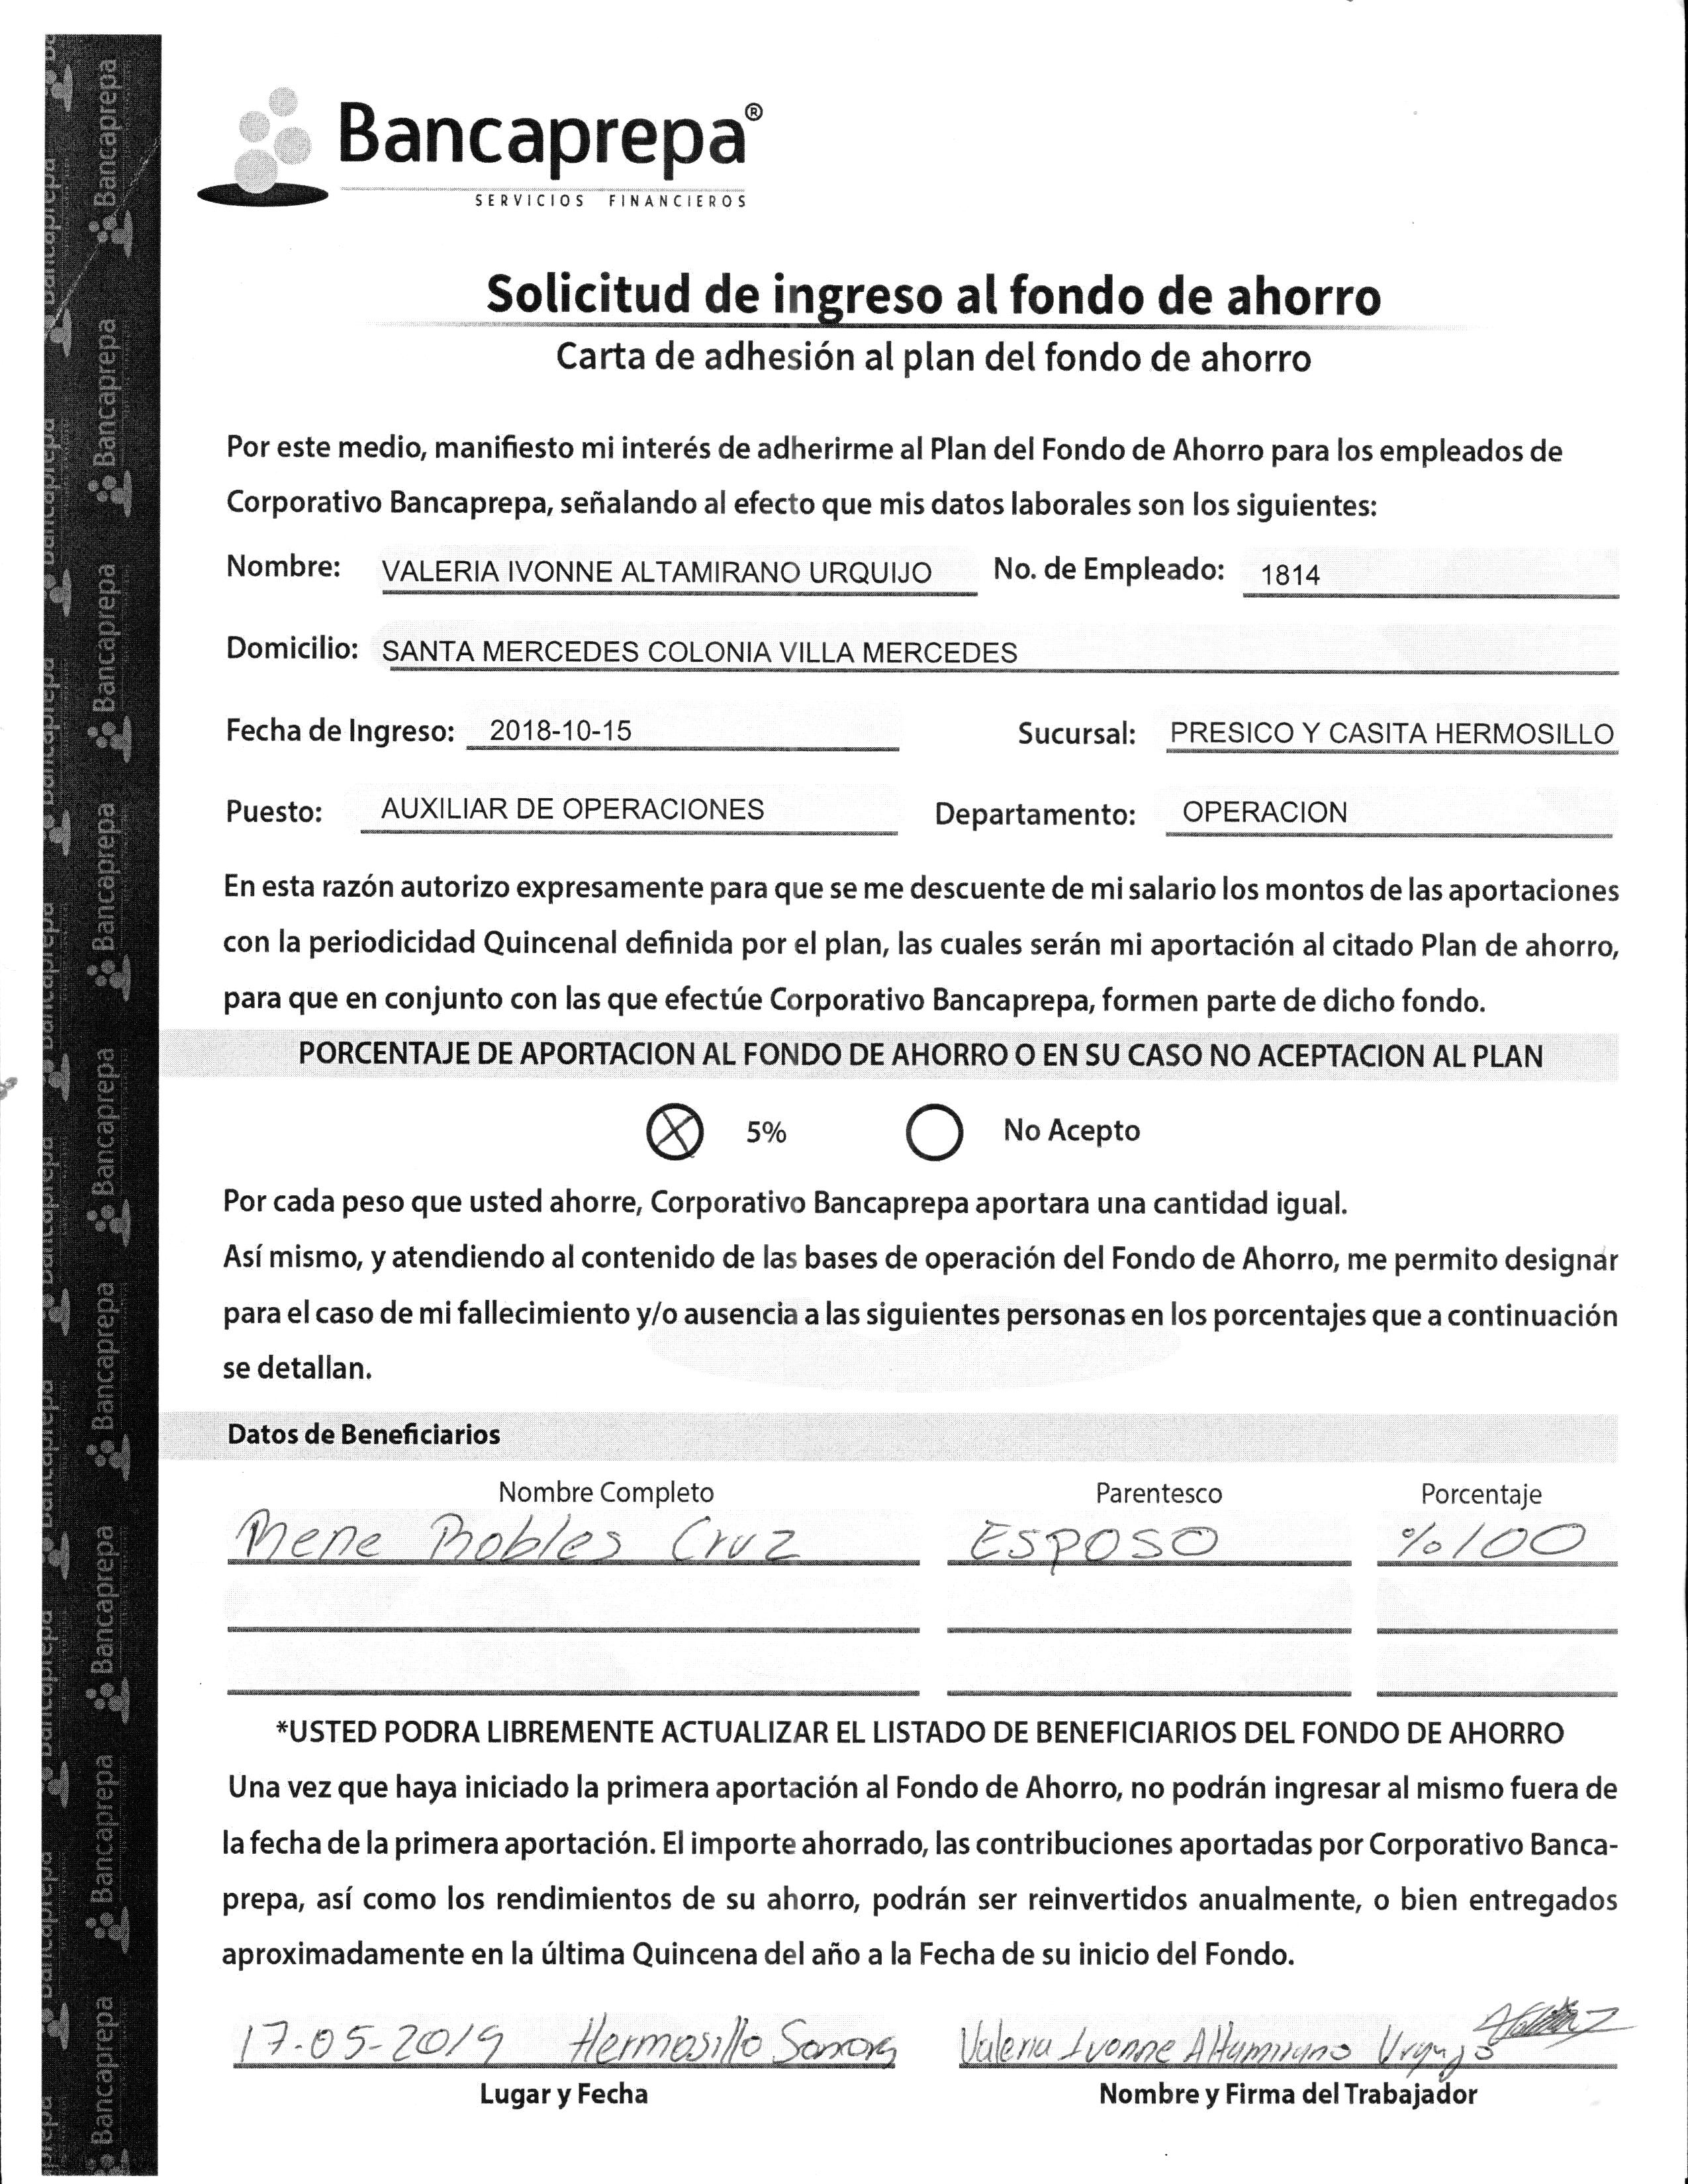 Bancaprepa®
SERVICIOS FINANCIEROS
Solicitud de ingreso al fondo de ahorro
Carta de adhesión al plan del fondo de ahorro
Por este medio, manifiesto mi interés de adherirme al Plan del Fondo de Ahorro para los empleados de
Corporativo Bancaprepa, señalando al efecto que mis datos laborales son los siguientes:
Nombre: VALERIA IVONNE ALTAMIRANO URQUIJO No. de Empleado: 1814
Domicilio: SANTA MERCEDES COLONIA VILLA MERCEDES
Fecha de Ingreso: 2018-10-15 Sucursal: PRESICO Y CASITA HERMOSILLO
Puesto: AUXILIAR DE OPERACIONES Departamento: OPERACION
En esta razón autorizo expresamente para que se me descuente de mi salario los montos de las aportaciones
con la periodicidad Quincenal definida por el plan, las cuales serán mi aportación al citado Plan de ahorro,
para que en conjunto con las que efectúe Corporativo Bancaprepa, formen parte de dicho fondo.
PORCENTAJE DE APORTACION AL FONDO DE AHORRO O EN SU CASO NO ACEPTACION AL PLAN
5% No Acepto
Por cada peso que usted ahorre, Corporativo Bancaprepa aportara una cantidad igual.
Así mismo, y atendiendo al contenido de las bases de operación del Fondo de Ahorro, me permito designar
para el caso de mi fallecimiento y/o ausencia a las siguientes personas en los porcentajes que a continuación
se detallan.
Datos de Beneficiarios
Nombre Completo Parentesco Porcentaje
Rene Robles Cruz ESPOSO %100
*USTED PODRA LIBREMENTE ACTUALIZAR EL LISTADO DE BENEFICIARIOS DEL FONDO DE AHORRO
Una vez que haya iniciado la primera aportación al Fondo de Ahorro, no podrán ingresar al mismo fuera de
la fecha de la primera aportación. El importe ahorrado, las contribuciones aportadas por Corporativo Banca-
prepa, así como los rendimientos de su ahorro, podrán ser reinvertidos anualmente, o bien entregados
aproximadamente en la última Quincena del año a la Fecha de su inicio del Fondo.
17-05-2019 Hermosillo Sonora Valeria Ivonne Altamirano Urquijo
Lugar y Fecha Nombre y Firma del Trabajador